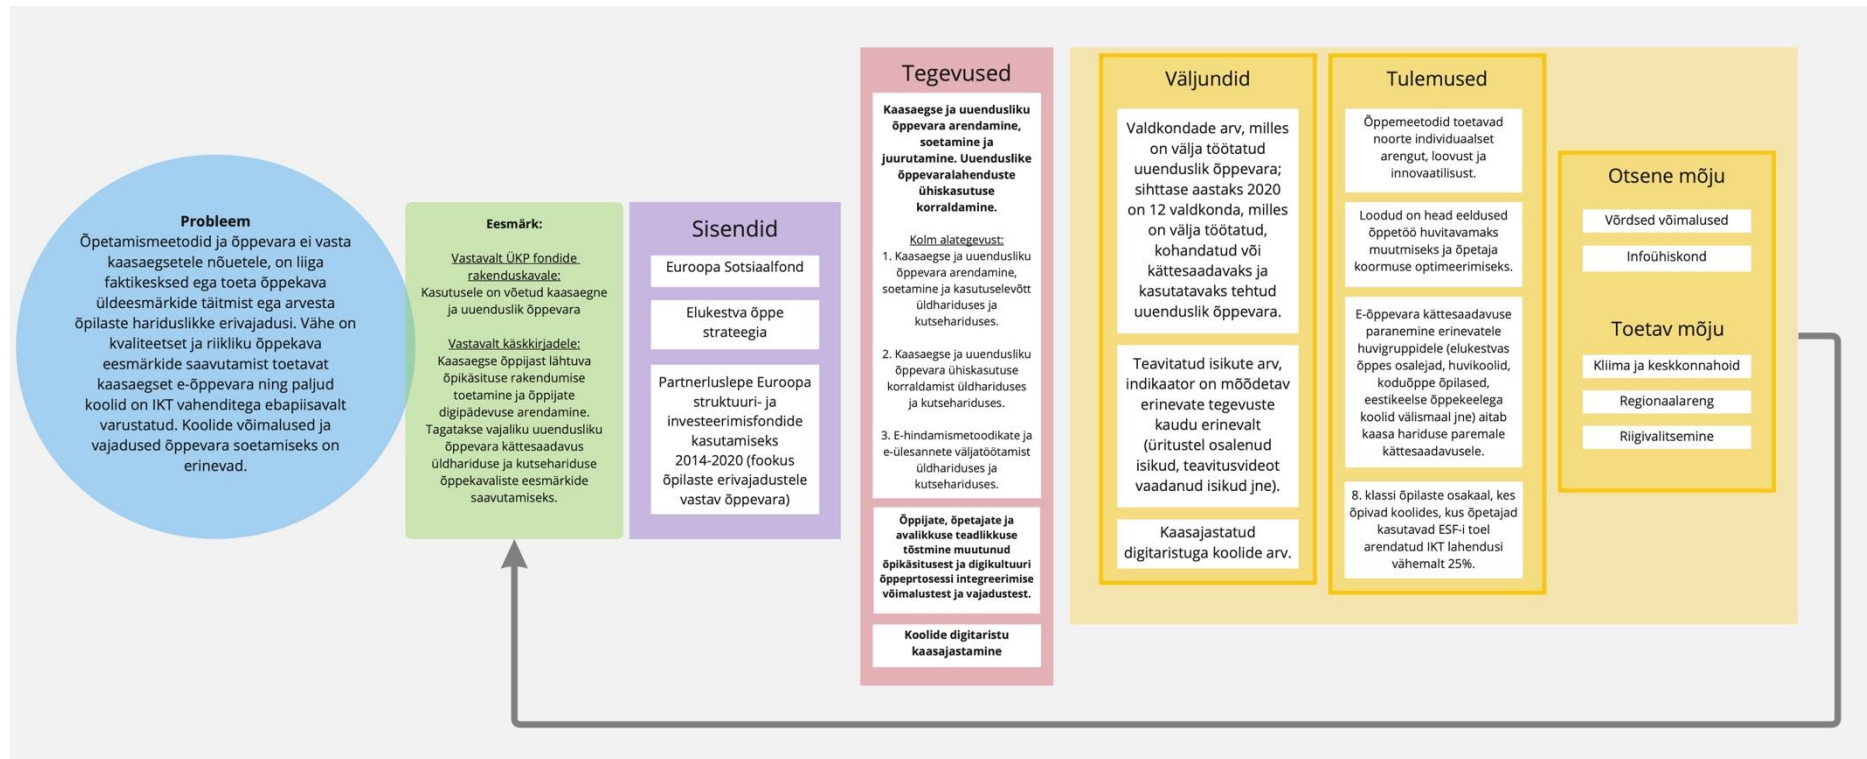 Probleem
Õpetamismeetodid ja õppevara ei vasta
kaasaegsetele nõuetele, on liiga
faktikesksed ega toeta õppekava
üldeesmärkide täitmist ega arvesta
õpilaste hariduslikke erivajadusi. Vähe on
kvaliteetset ja riikliku õppekava
eesmärkide saavutamist toetavat
kaasaegset e-õppevara ning paljud
koolid on IKT vahenditega ebapiisavalt
varustatud. Koolide võimalused ja
vajadused õppevara soetamiseks on
erinevad.
Eesmärk:
Vastavalt ÜKP fondide
rakenduskavale:
Kasutusele on võetud kaasaegne
ja uuenduslik õppevara
Vastavalt käskkirjadele:
Kaasaegse õppijast lähtuva
õpikäsituse rakendumise
toetamine ja õppijate
digipädevuse arendamine.
Tagatakse vajaliku uuendusliku
õppevara kättesaadavus
üldhariduse ja kutsehariduse
õppekavaliste eesmärkide
saavutamiseks.
Sisendid
Euroopa Sotsiaalfond
Elukestva õppe
strateegia
Partnerluslepe Euroopa
struktuuri- ja
investeerimisfondide
kasutamiseks
2014-2020 (fookus
õpilaste erivajadustele
vastav õppevara)
Tegevused
Kaasaegse ja uuendusliku
õppevara arendamine,
soetamine ja
juurutamine. Uuenduslike
õppevaralahenduste
ühiskasutuse
korraldamine.
Kolm alategevust:
1. Kaasaegse ja uuendusliku
õppevara arendamine,
soetamine ja kasutuselevõtt
üldhariduses ja
kutsehariduses.
2. Kaasaegse ja uuendusliku
õppevara ühiskasutuse
korraldamist üldhariduses
ja kutsehariduses.
3. E-hindamismetoodikate ja
e-ülesannete väljatöötamist
üldhariduses ja
kutsehariduses.
Õppijate, õpetajate ja
avalikkuse teadlikkuse
tõstmine muutunud
õpikäsitusest ja digikultuuri
õppeprtosessi integreerimise
võimalustest ja vajadustest.
Koolide digitaristu
kaasajastamine
Väljundid
Valdkondade arv, milles
on välja töötatud
uuenduslik õppevara;
sihttase aastaks 2020
on 12 valdkonda, milles
on välja töötatud,
kohandatud või
kättesaadavaks ja
kasutatavaks tehtud
uuenduslik õppevara.
Teavitatud isikute arv,
indikaator on mõõdetav
erinevate tegevuste
kaudu erinevalt
(üritustel osalenud
isikud, teavitusvideot
vaadanud isikud jne).
Kaasajastatud
digitaristuga koolide arv.
Tulemused
Õppemeetodid toetavad
noorte individuaalset
arengut, loovust ja
innovaatilisust.
Loodud on head eeldused
õppetöö huvitavamaks
muutmiseks ja õpetaja
koormuse optimeerimiseks.
E-õppevara kättesaadavuse
paranemine erinevatele
huvigruppidele (elukestvas
õppes osalejad, huvikoolid,
koduõppe õpilased,
eestikeelse õppekeelega
koolid välismaal jne) aitab
kaasa hariduse paremale
kättesaadavusele.
8. klassi õpilaste osakaal, kes
õpivad koolides, kus õpetajad
kasutavad ESF-i toel
arendatud IKT lahendusi
vähemalt 25%.
Otsene mõju
Võrdsed võimalused
Infoühiskond
Toetav mõju
Kliima ja keskkonnahoid
Regionaalareng
Riigivalitsemine